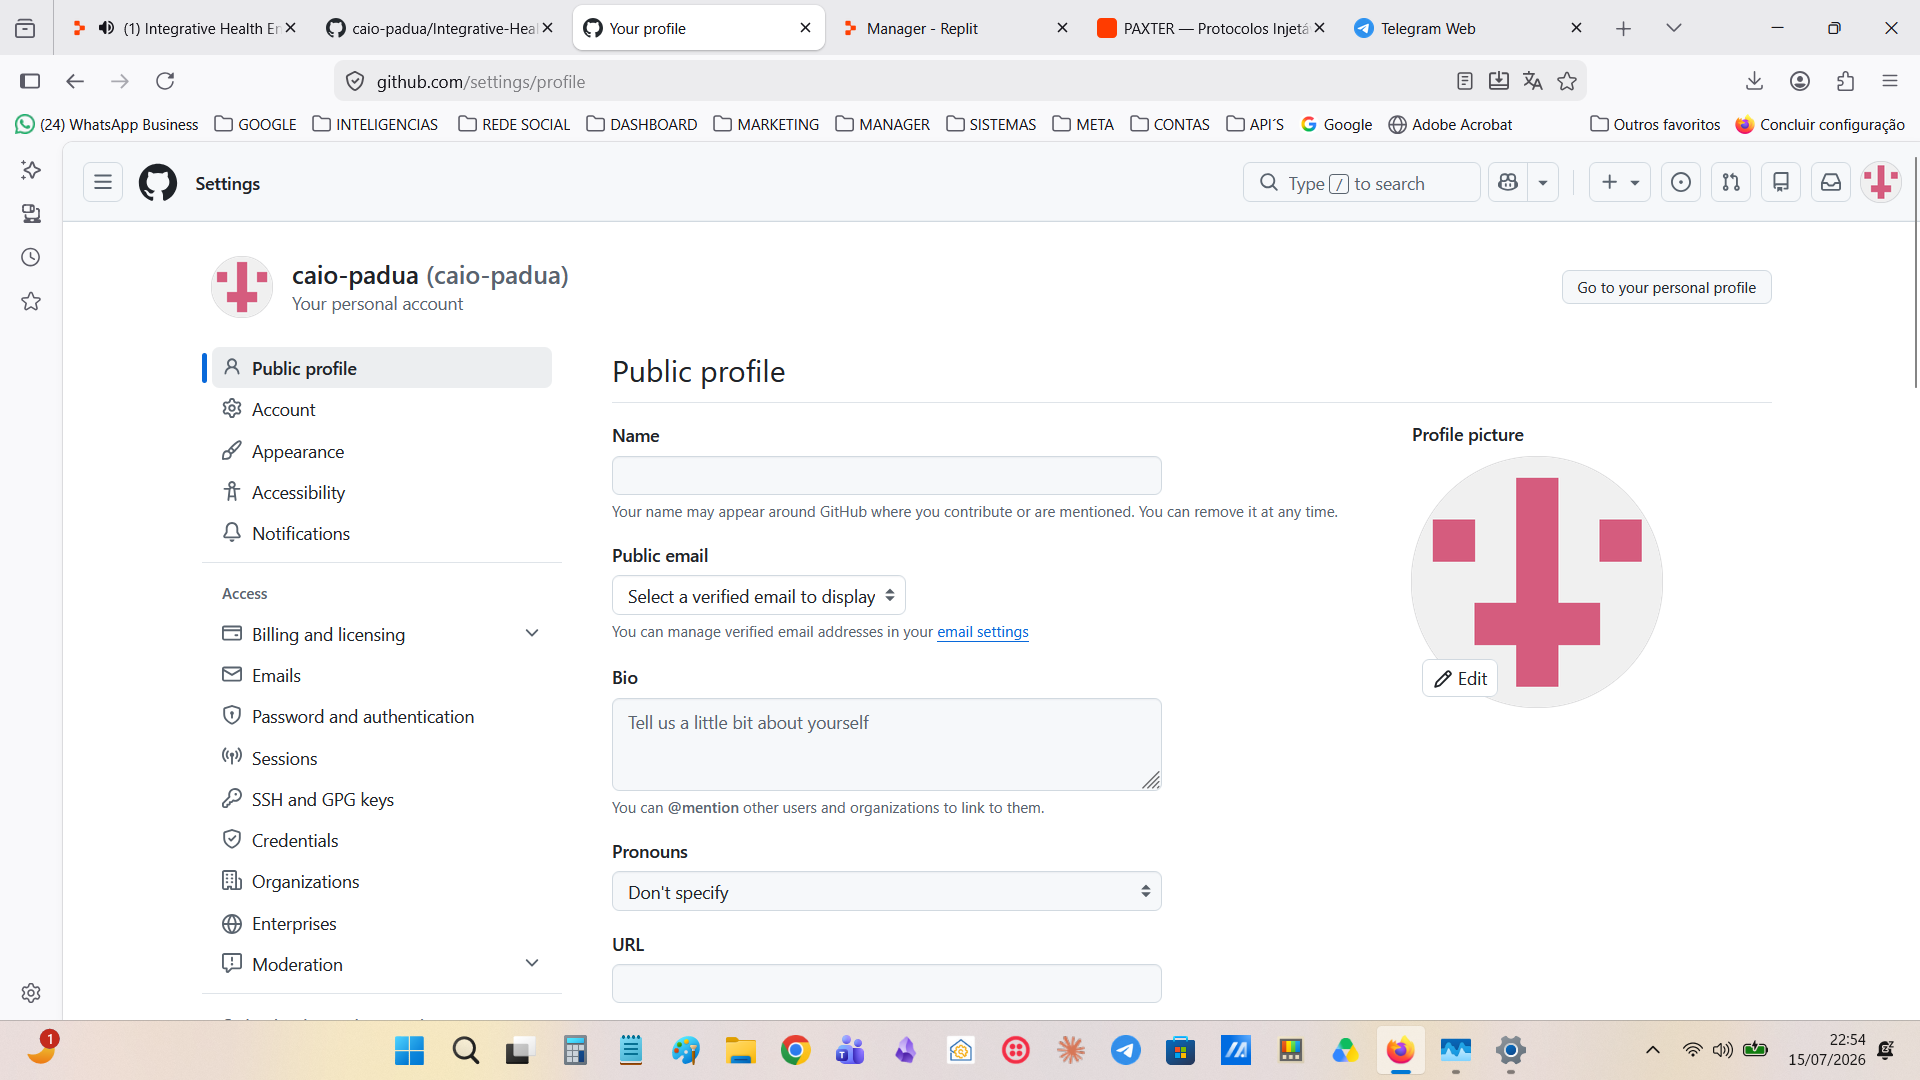 (1) Integrative Health En
caio-padua/Integrative-Heal
Your profile
Manager - Replit
PAXTER — Protocolos Injetá
Telegram Web
github.com/settings/profile
(24) WhatsApp Business
GOOGLE
INTELIGENCIAS
REDE SOCIAL
DASHBOARD
MARKETING
MANAGER
SISTEMAS
META
CONTAS
API´S
Google
Adobe Acrobat
Outros favoritos
Concluir configuração
Settings
Type / to search
caio-padua (caio-padua)
Your personal account
Go to your personal profile
Public profile
Account
Appearance
Accessibility
Notifications
Access
Billing and licensing
Emails
Password and authentication
Sessions
SSH and GPG keys
Credentials
Organizations
Enterprises
Moderation
Public profile
Name
Your name may appear around GitHub where you contribute or are mentioned. You can remove it at any time.
Public email
Select a verified email to display
You can manage verified email addresses in your email settings
Bio
Tell us a little bit about yourself
You can @mention other users and organizations to link to them.
Pronouns
Don't specify
URL
Profile picture
Edit
1
22:54
15/07/2026